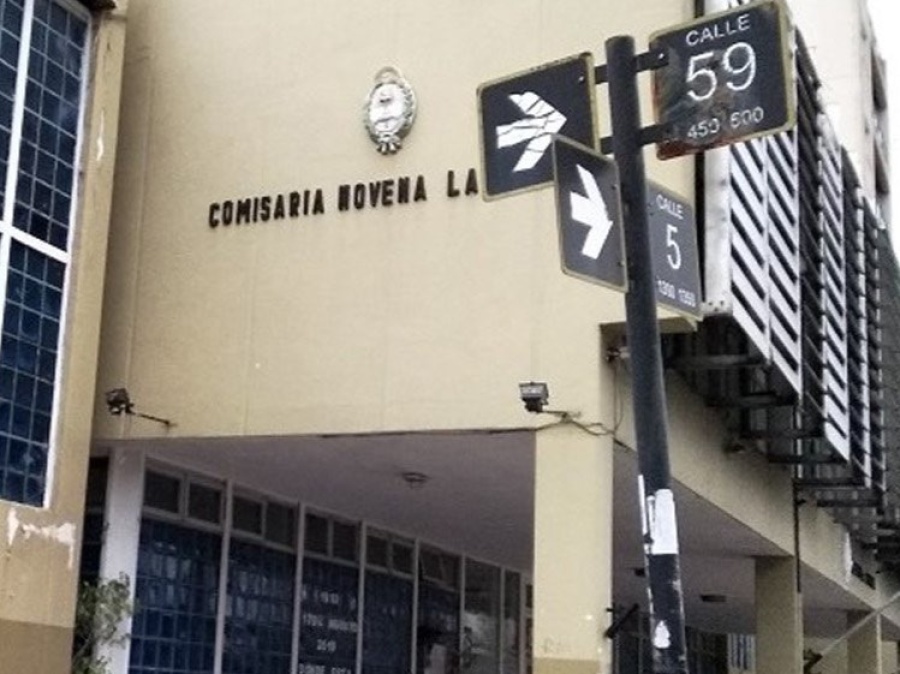 COMISARIA NOVENA LA
CALLE
59
450 500
CALLE
5
1300 1350